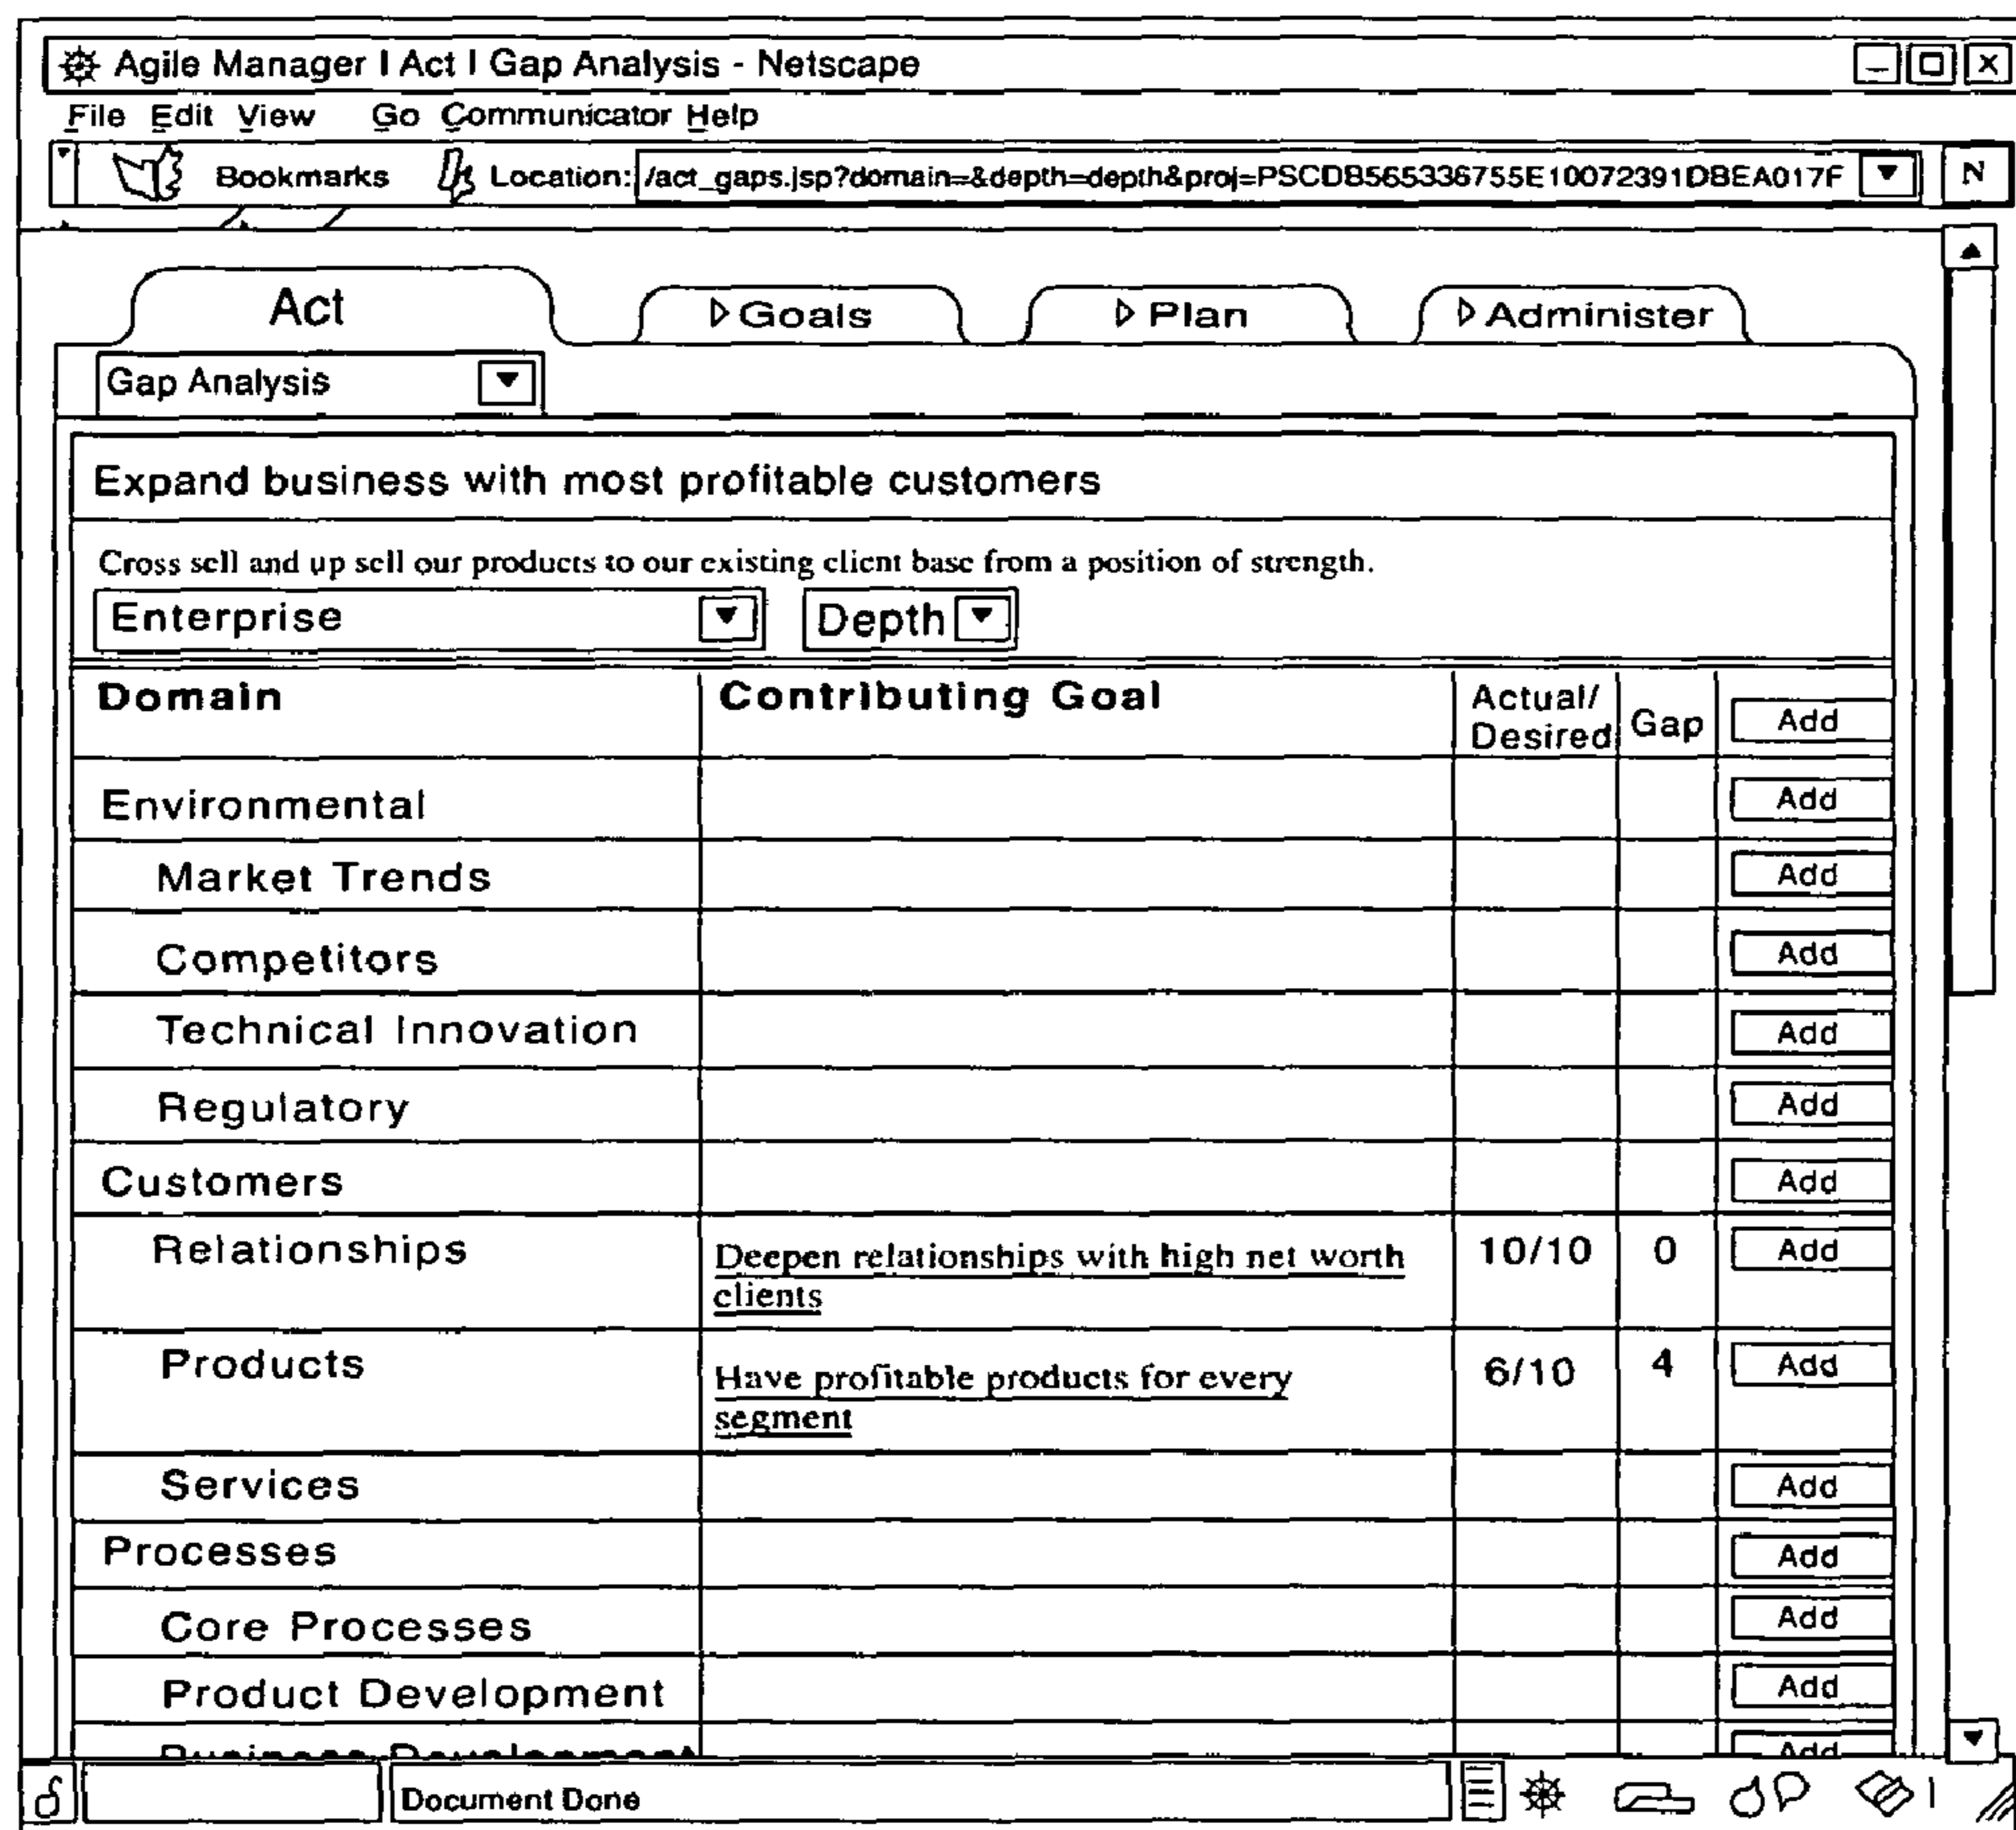 Agile Manager I Act I Gap Analysis - Netscape
File Edit View Go Communicator Help
Bookmarks Location: /act_gaps.jsp?domain=&depth=depth&proj=PSCDB565336755E10072391DBEA017F N
Act Goals Plan Administer
Gap Analysis
Expand business with most profitable customers
Cross sell and up sell our products to our existing client base from a position of strength.
Enterprise Depth
Domain Contributing Goal Actual/ Gap Add
Desired
Environmental Add
Market Trends Add
Competitors Add
Technical Innovation Add
Regulatory Add
Customers Add
Relationships Deepen relationships with high net worth 10/10 0 Add
clients
Products Have profitable products for every 6/10 4 Add
segment
Services Add
Processes Add
Core Processes Add
Product Development Add
Business Development Add
Document Done